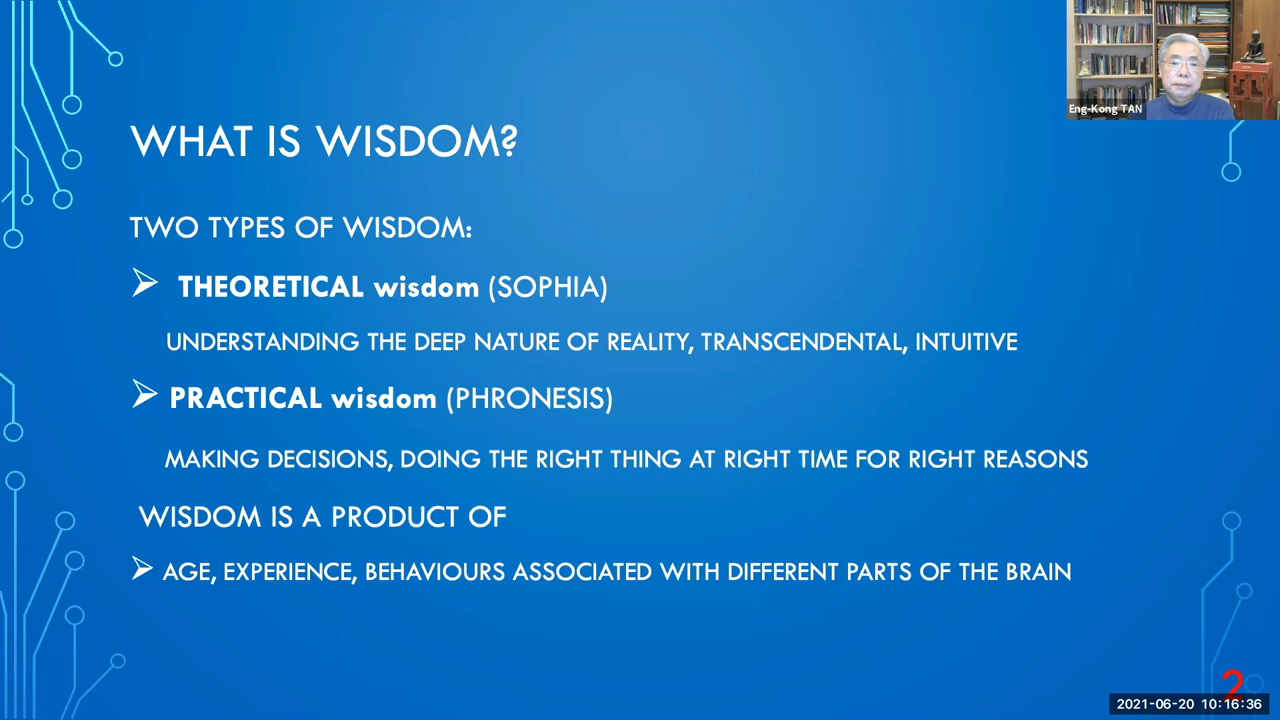 Eng-Kong TAN
WHAT IS WISDOM?
TWO TYPES OF WISDOM:
➢ THEORETICAL wisdom (SOPHIA)
UNDERSTANDING THE DEEP NATURE OF REALITY, TRANSCENDENTAL, INTUITIVE
➢ PRACTICAL wisdom (PHRONESIS)
MAKING DECISIONS, DOING THE RIGHT THING AT RIGHT TIME FOR RIGHT REASONS
WISDOM IS A PRODUCT OF
➢ AGE, EXPERIENCE, BEHAVIOURS ASSOCIATED WITH DIFFERENT PARTS OF THE BRAIN
2
2021-06-20 10:16:36